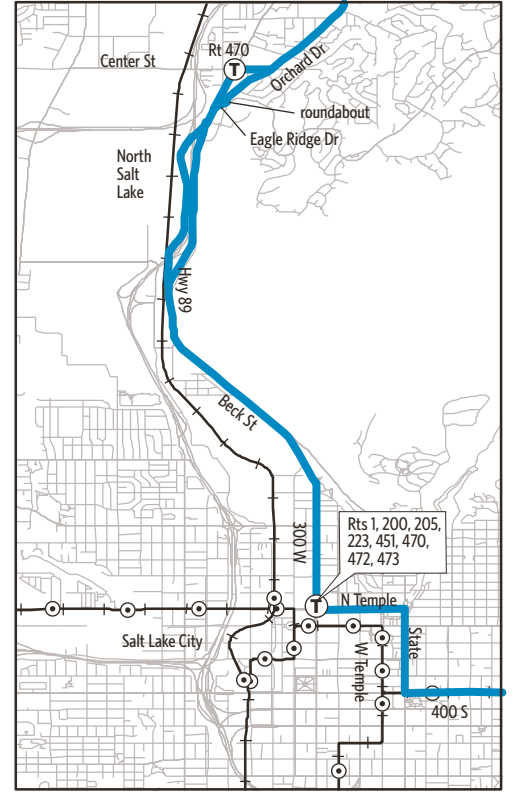 Rt 470
Center St
Orchard Dr
T
roundabout
Eagle Ridge Dr
North
Salt
Lake
Hwy 89
Beck St
300 W
Rts 1, 200, 205,
223, 451, 470,
472, 473
T
N Temple
Salt Lake City
W Temple
State
400 S